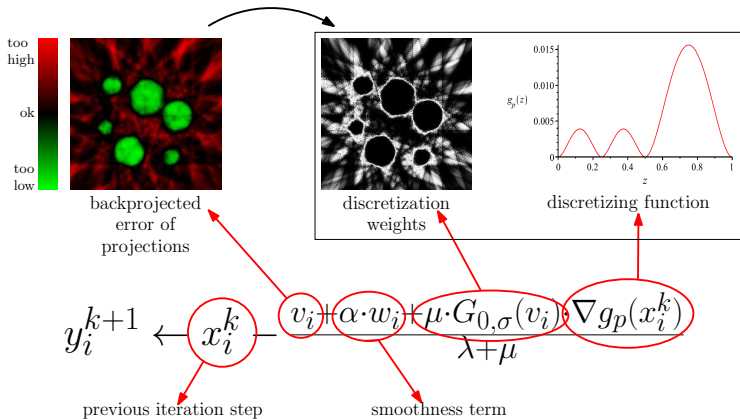 too
high
ok
too
low
backprojected
error of
projections
discretization
weights
0.015
0.010
g_p(z)
0.005
0
0 0.2 0.4 0.6 0.8 1
z
discretizing function
y_i^{k+1} ← x_i^k − \frac{v_i+α·w_i+μ·G_{0,σ}(v_i)·∇g_p(x_i^k)}{λ+μ}
previous iteration step
smoothness term